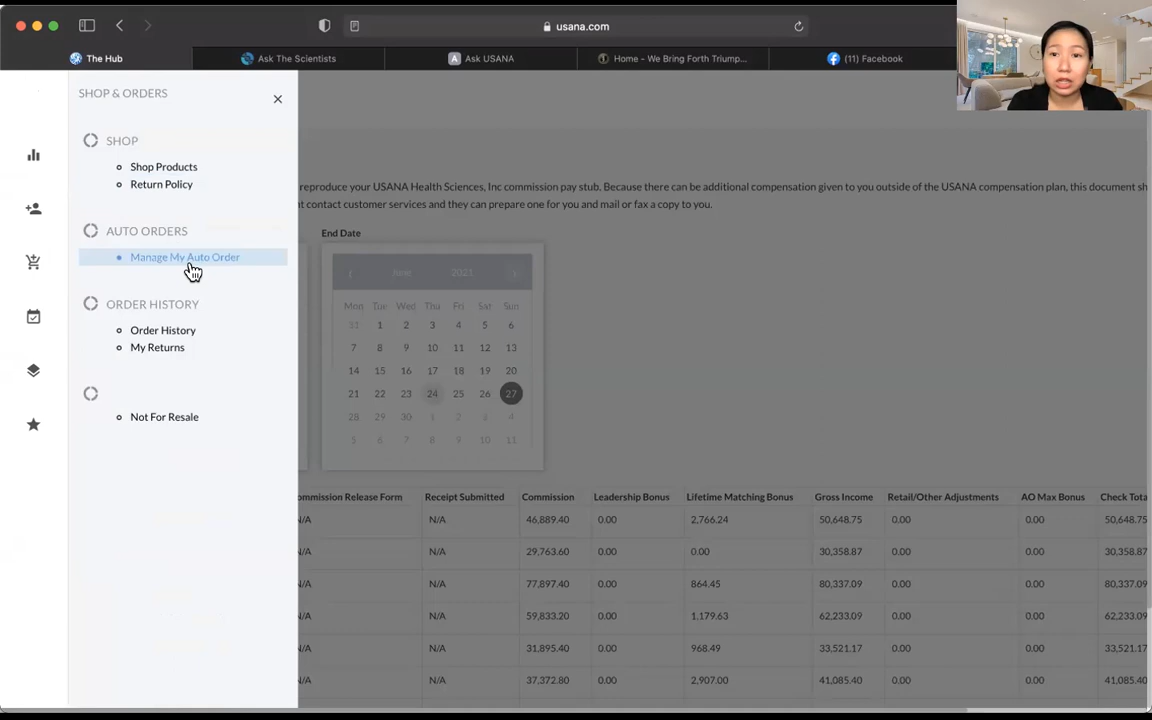 usana.com
The Hub
Ask The Scientists
A Ask USANA
Home - We Bring Forth Triump...
(11) Facebook
SHOP & ORDERS
SHOP
Shop Products
Return Policy
AUTO ORDERS
Manage My Auto Order
ORDER HISTORY
Order History
My Returns
Not For Resale
reproduce your USANA Health Sciences, Inc commission pay stub. Because there can be additional compensation given to you outside of the USANA compensation plan, this document sh
nt contact customer services and they can prepare one for you and mail or fax a copy to you.
End Date
June 2021
Mon Tue Wed Thu Fri Sat Sun
31 1 2 3 4 5 6
7 8 9 10 11 12 13
14 15 16 17 18 19 20
21 22 23 24 25 26 27
28 29 30 1 2 3 4
5 6 7 8 9 10 11
ommission Release Form Receipt Submitted Commission Leadership Bonus Lifetime Matching Bonus Gross Income Retail/Other Adjustments AO Max Bonus Check Tota
N/A N/A 46,889.40 0.00 2,766.24 50,648.75 0.00 0.00 50,648.75
N/A N/A 29,763.60 0.00 0.00 30,358.87 0.00 0.00 30,358.87
N/A N/A 77,897.40 0.00 864.45 80,337.09 0.00 0.00 80,337.09
N/A N/A 59,833.20 0.00 1,179.63 62,233.09 0.00 0.00 62,233.09
N/A N/A 31,895.40 0.00 968.49 33,521.17 0.00 0.00 33,521.17
N/A N/A 37,372.80 0.00 2,907.00 41,085.40 0.00 0.00 41,085.40